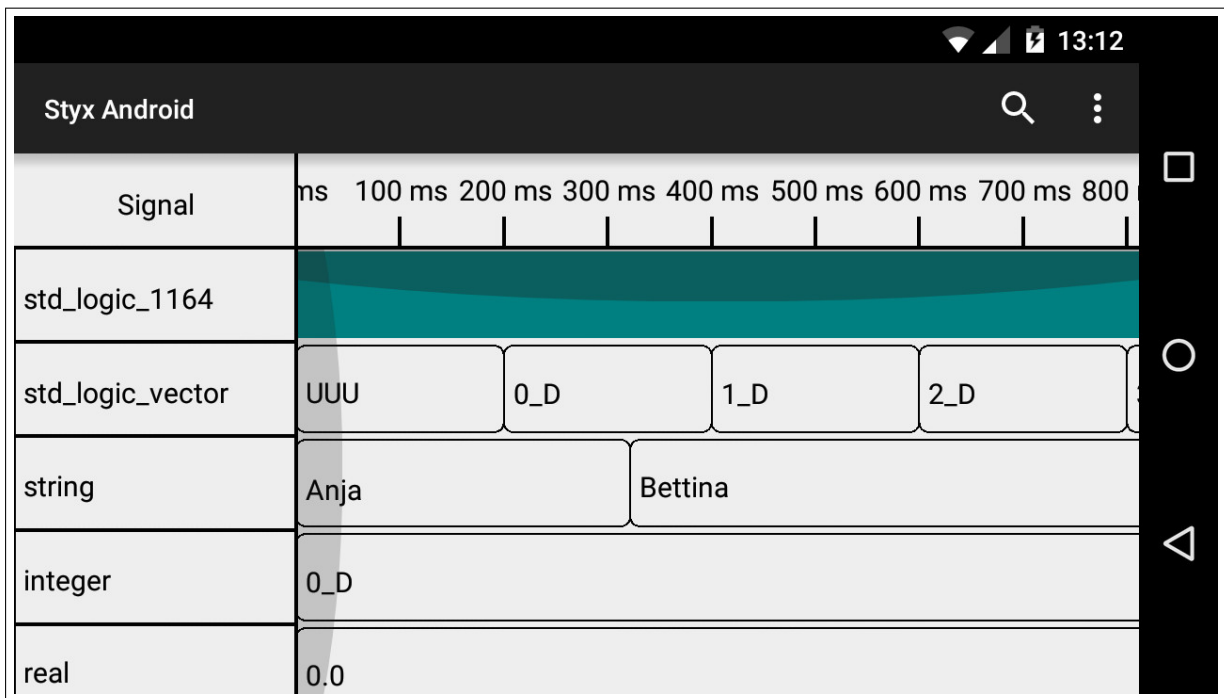 13:12
Styx Android
Signal
ms 100 ms 200 ms 300 ms 400 ms 500 ms 600 ms 700 ms 800
std_logic_1164
std_logic_vector UUU 0_D 1_D 2_D
string Anja Bettina
integer 0_D
real 0.0